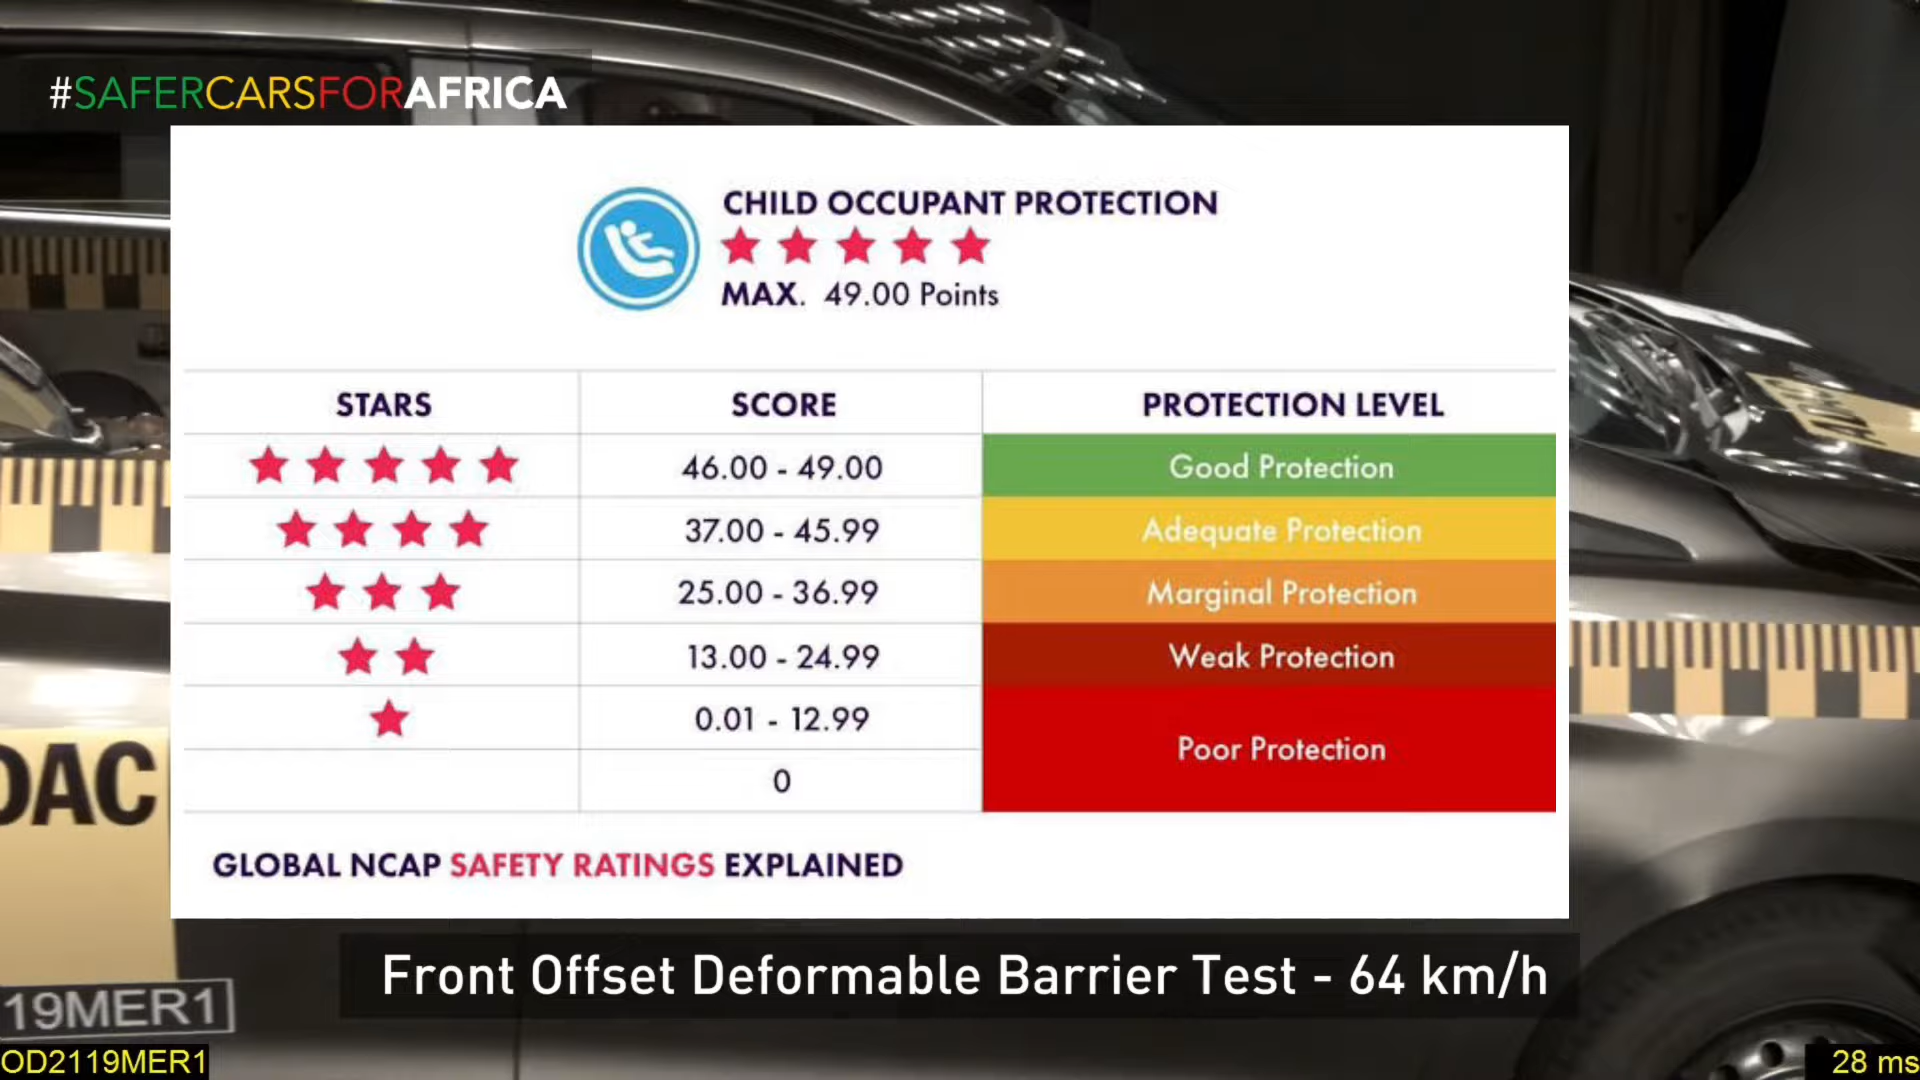 #SAFERCARSFORAFRICA
CHILD OCCUPANT PROTECTION
MAX. 49.00 Points
STARS SCORE PROTECTION LEVEL
46.00 - 49.00 Good Protection
37.00 - 45.99 Adequate Protection
25.00 - 36.99 Marginal Protection
13.00 - 24.99 Weak Protection
0.01 - 12.99
Poor Protection
0
GLOBAL NCAP SAFETY RATINGS EXPLAINED
DAC
Front Offset Deformable Barrier Test - 64 km/h
19MER1
OD2119MER1
28 ms